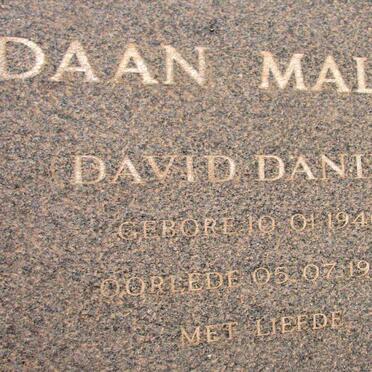 DAAN MAL
DAVID DANI
GEBORE 10·01·194
OORLEDE 05·07·19
MET LIEFDE